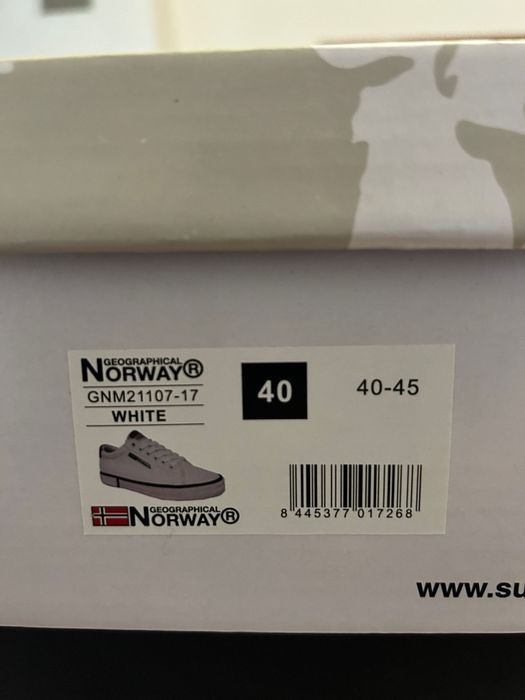 GEOGRAPHICAL
NORWAY®
GNM21107-17
WHITE
40
40-45
GEOGRAPHICAL
NORWAY®
8 445377 017268
www.su